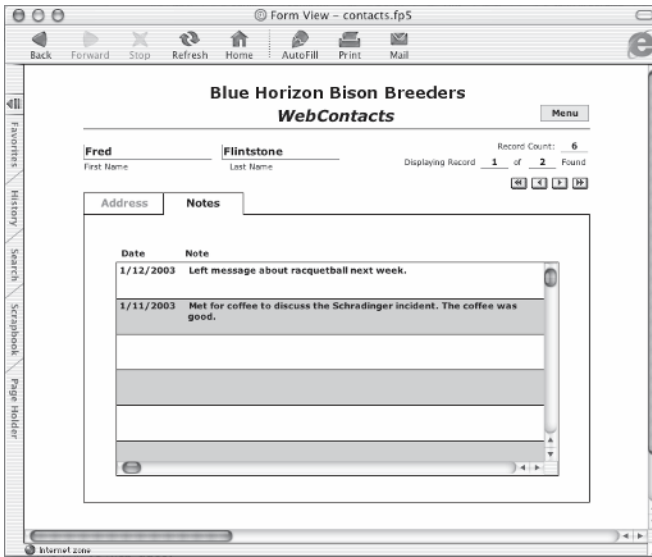 Form View – contacts.fp5
Back Forward Stop Refresh Home AutoFill Print Mail
Favorites
History
Search
Scrapbook
Page Holder
Blue Horizon Bison Breeders
WebContacts
Menu
Fred Flintstone
First Name Last Name
Record Count: 6
Displaying Record 1 of 2 Found
Address Notes
Date Note
1/12/2003 Left message about racquetball next week.
1/11/2003 Met for coffee to discuss the Schradinger incident. The coffee was
good.
Internet zone